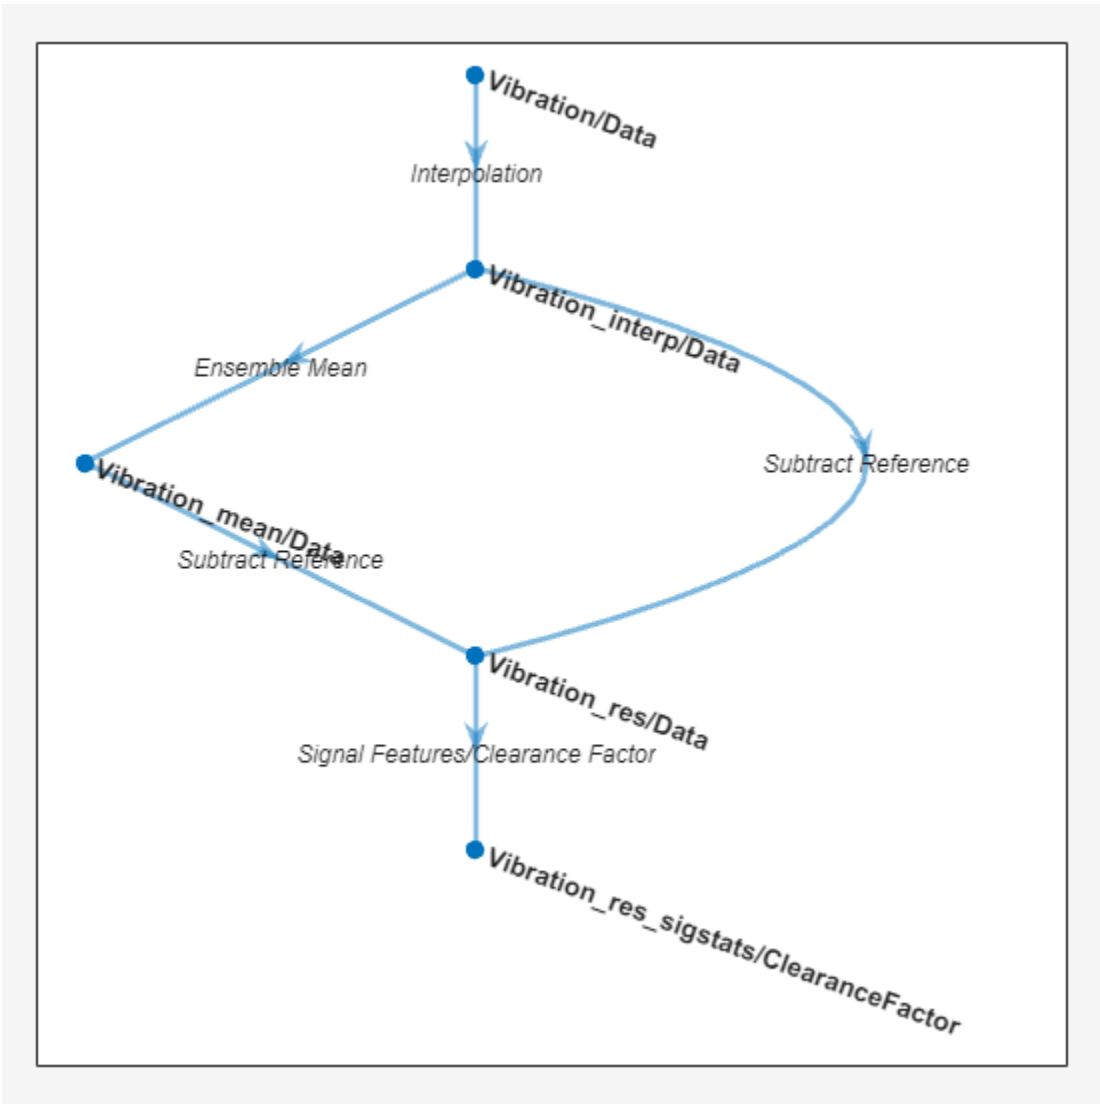 Vibration/Data
Interpolation
Vibration_interp/Data
Ensemble Mean
Subtract Reference
Vibration_mean/Data
Subtract Reference
Vibration_res/Data
Signal Features/Clearance Factor
Vibration_res_sigstats/ClearanceFactor